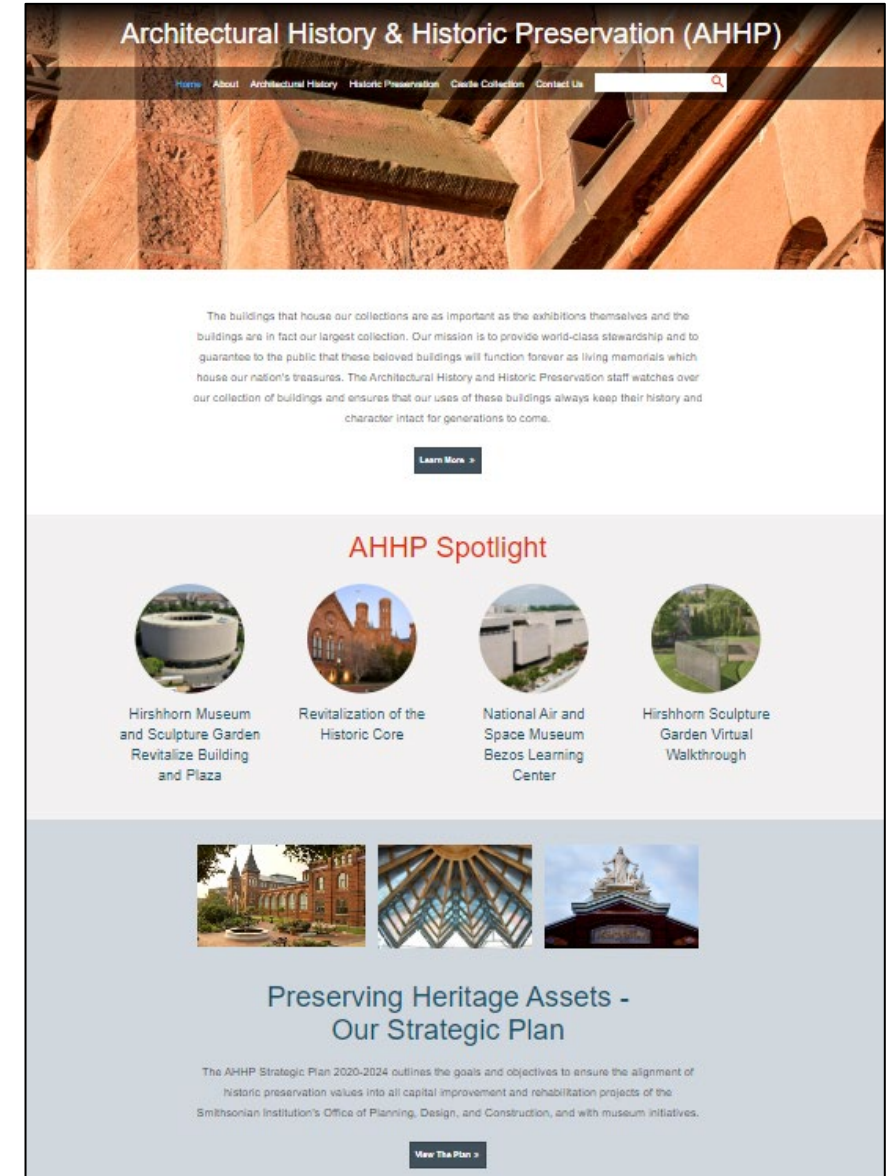 Architectural History & Historic Preservation (AHHP)
Home About Architectural History Historic Preservation Castle Collection Contact Us
The buildings that house our collections are as important as the exhibitions themselves and the
buildings are in fact our largest collection. Our mission is to provide world-class stewardship and to
guarantee to the public that these beloved buildings will function forever as living memorials which
house our nation's treasures. The Architectural History and Historic Preservation staff watches over
our collection of buildings and ensures that our uses of these buildings always keep their history and
character intact for generations to come.
Learn More »
AHHP Spotlight
Hirshhorn Museum
and Sculpture Garden
Revitalize Building
and Plaza
Revitalization of the
Historic Core
National Air and
Space Museum
Bezos Learning
Center
Hirshhorn Sculpture
Garden Virtual
Walkthrough
Preserving Heritage Assets -
Our Strategic Plan
The AHHP Strategic Plan 2020-2024 outlines the goals and objectives to ensure the alignment of
historic preservation values into all capital improvement and rehabilitation projects of the
Smithsonian Institution's Office of Planning, Design, and Construction, and with museum initiatives.
View The Plan »